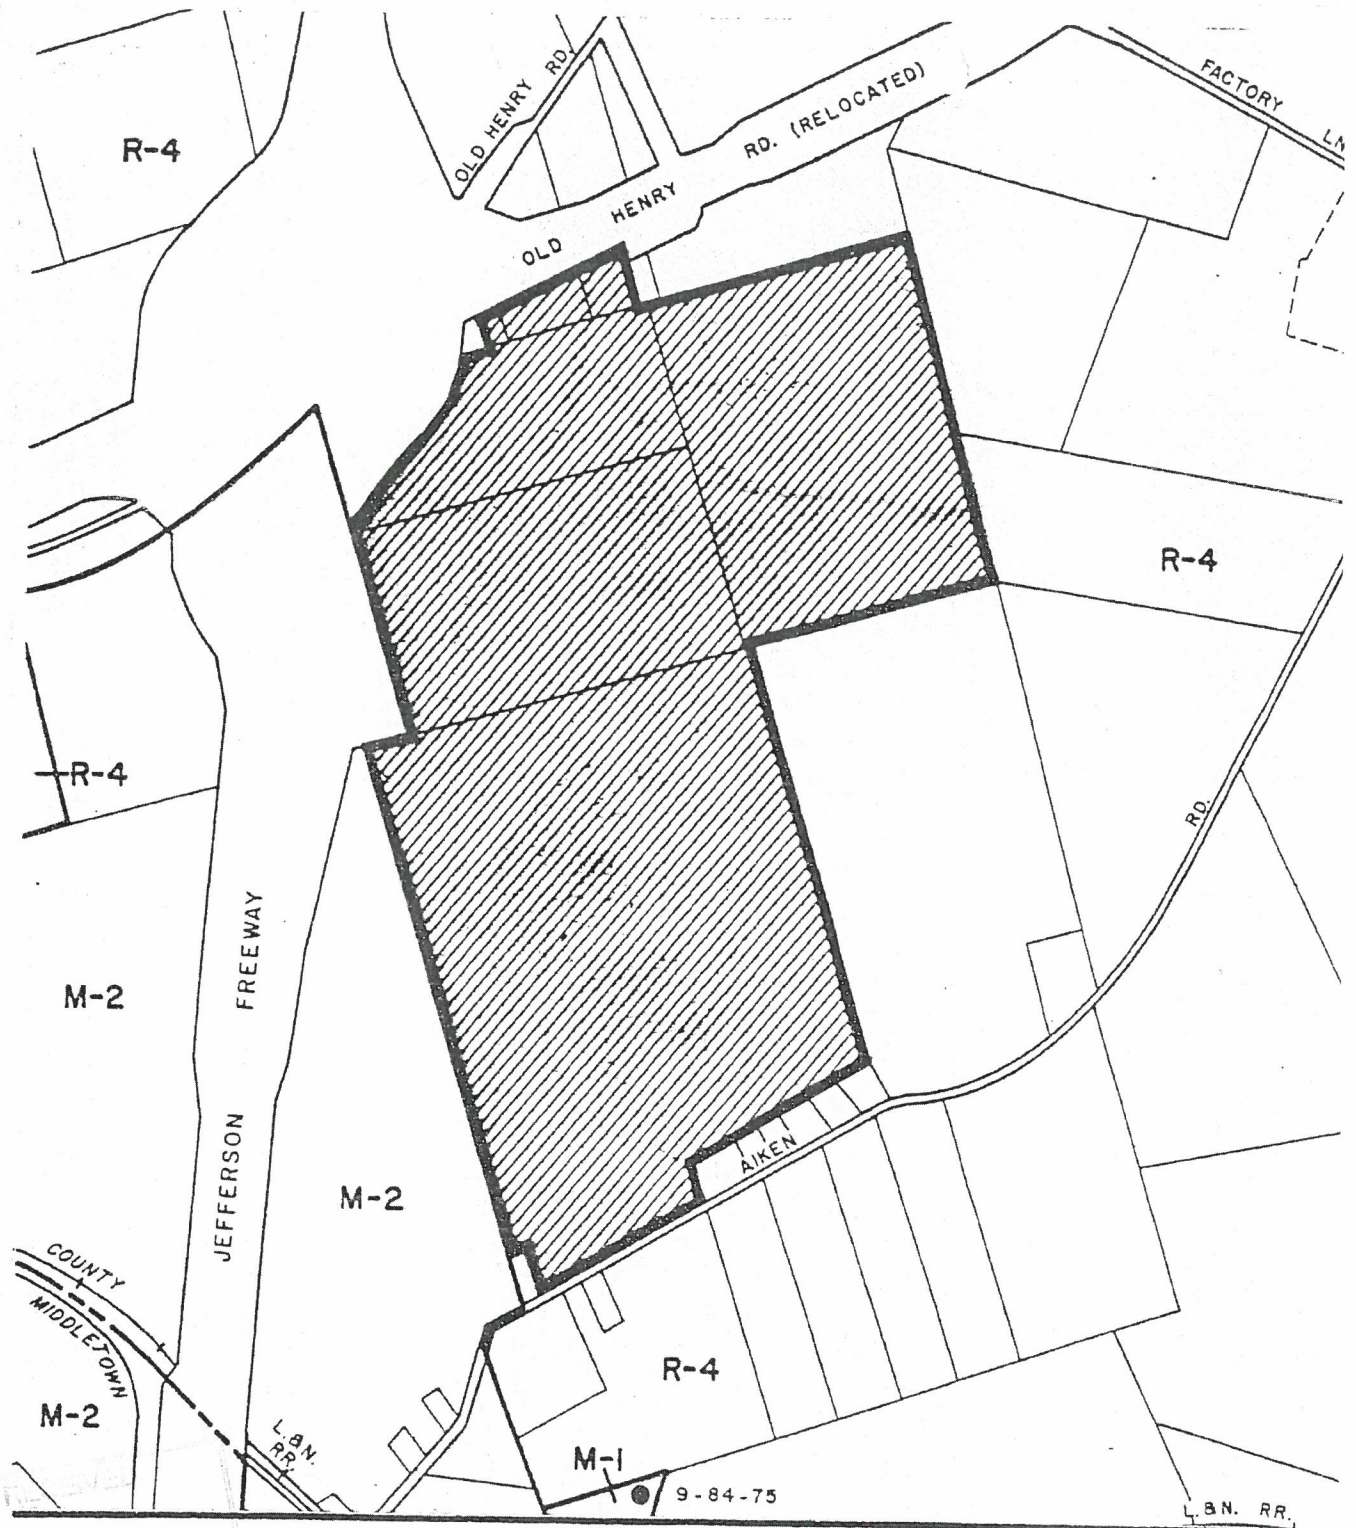 FACTORY
LN
OLD HENRY RD.
RD. (RELOCATED)
R-4
HENRY
OLD
R-4
R-4
RD.
FREEWAY
M-2
JEFFERSON
AIKEN
M-2
COUNTY
MIDDLETOWN
R-4
M-2
L.&N.
RR.
M-1
9-84-75
L.&N. RR.